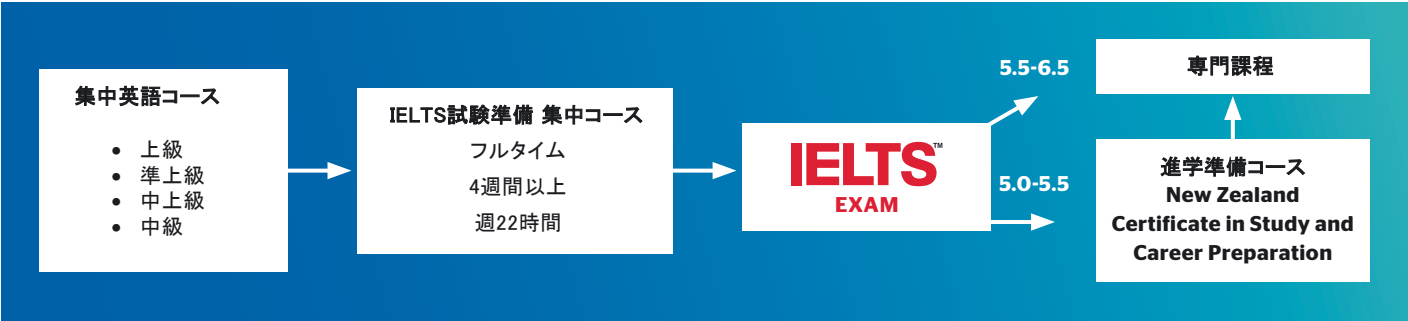 集中英語コース
• 上級
• 準上級
• 中上級
• 中級
IELTS試験準備 集中コース
フルタイム
4週間以上
週22時間
IELTS™
EXAM
5.5-6.5
5.0-5.5
専門課程
進学準備コース
New Zealand
Certificate in Study and
Career Preparation